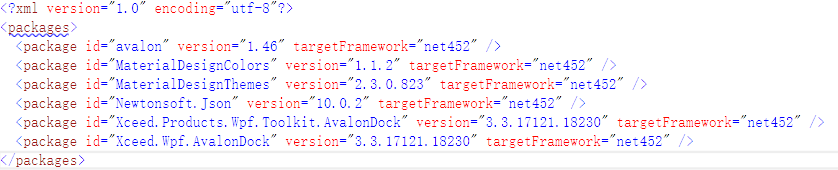 <?xml version="1.0" encoding="utf-8"?>
<packages>
  <package id="avalon" version="1.46" targetFramework="net452" />
  <package id="MaterialDesignColors" version="1.1.2" targetFramework="net452" />
  <package id="MaterialDesignThemes" version="2.3.0.823" targetFramework="net452" />
  <package id="Newtonsoft.Json" version="10.0.2" targetFramework="net452" />
  <package id="Xceed.Products.Wpf.Toolkit.AvalonDock" version="3.3.17121.18230" targetFramework="net452" />
  <package id="Xceed.Wpf.AvalonDock" version="3.3.17121.18230" targetFramework="net452" />
</packages>